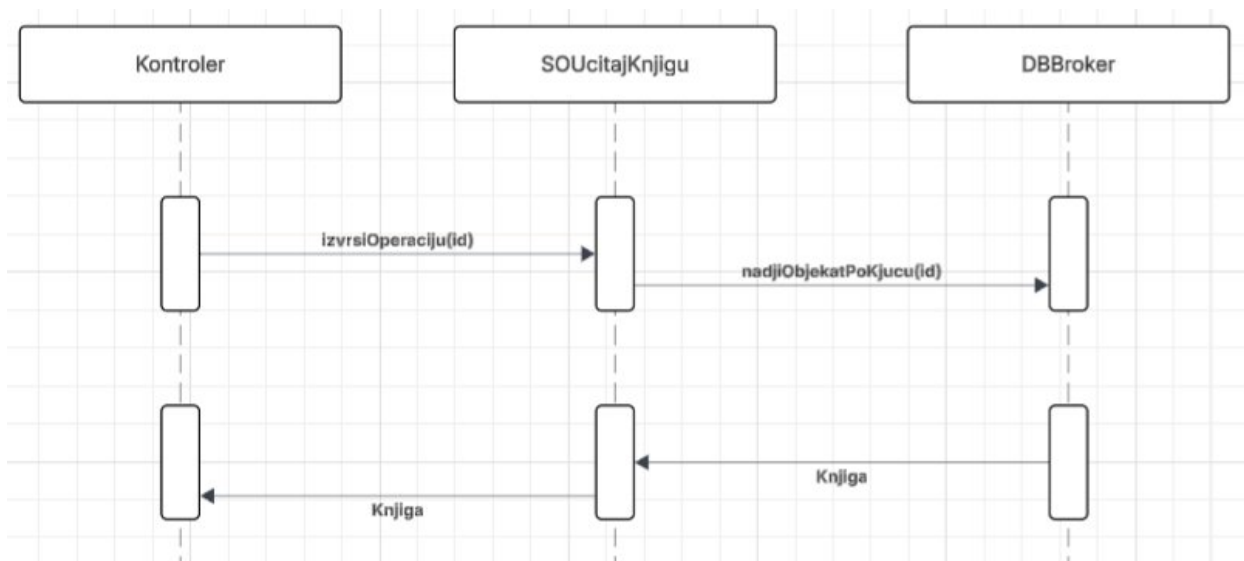 Kontroler
SOUcitajKnjigu
DBBroker
izvrsiOperaciju(id)
nadjiObjekatPoKjucu(id)
Knjiga
Knjiga